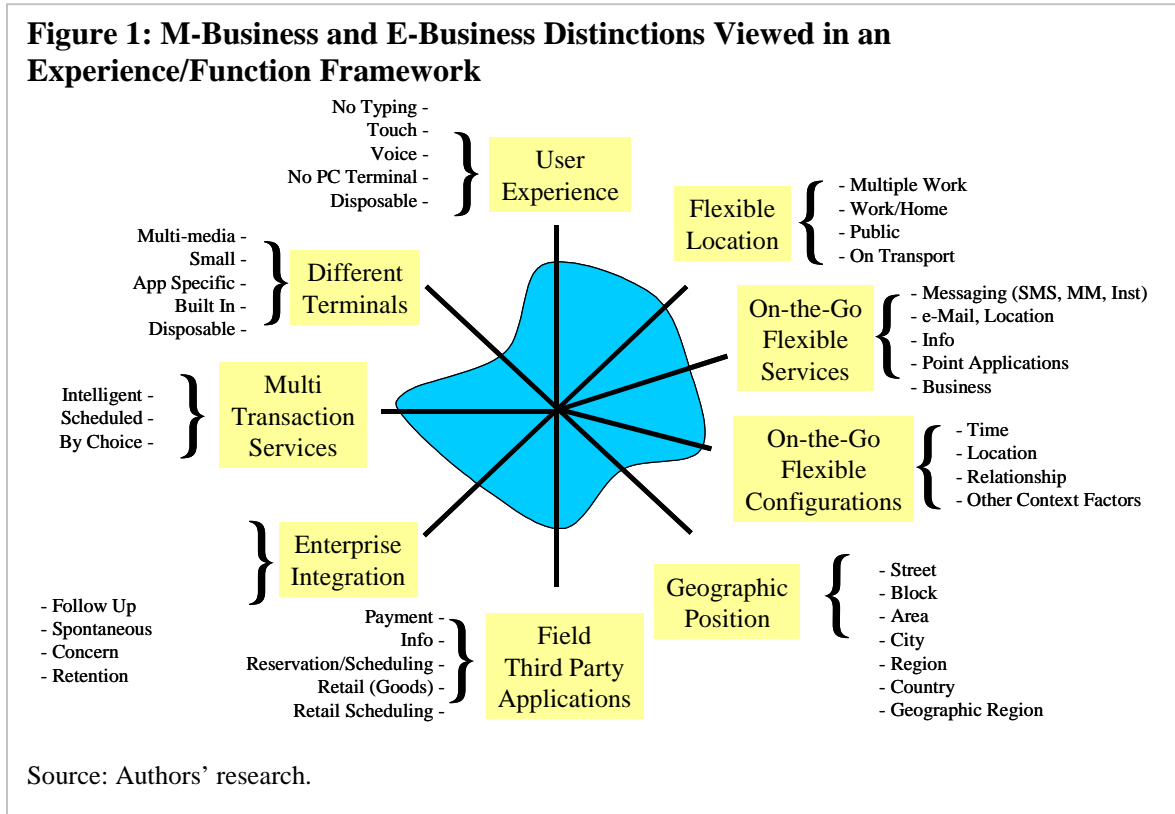 Figure 1: M-Business and E-Business Distinctions Viewed in an
Experience/Function Framework
No Typing -
Touch -
Voice -
No PC Terminal -
Disposable -
User
Experience
Flexible
Location
- Multiple Work
- Work/Home
- Public
- On Transport
Multi-media -
Small -
App Specific -
Built In -
Disposable -
Different
Terminals
On-the-Go
Flexible
Services
- Messaging (SMS, MM, Inst)
- e-Mail, Location
- Info
- Point Applications
- Business
Intelligent -
Scheduled -
By Choice -
Multi
Transaction
Services
On-the-Go
Flexible
Configurations
- Time
- Location
- Relationship
- Other Context Factors
Enterprise
Integration
- Follow Up
- Spontaneous
- Concern
- Retention
Payment -
Info -
Reservation/Scheduling -
Retail (Goods) -
Retail Scheduling -
Field
Third Party
Applications
Geographic
Position
- Street
- Block
- Area
- City
- Region
- Country
- Geographic Region
Source: Authors' research.